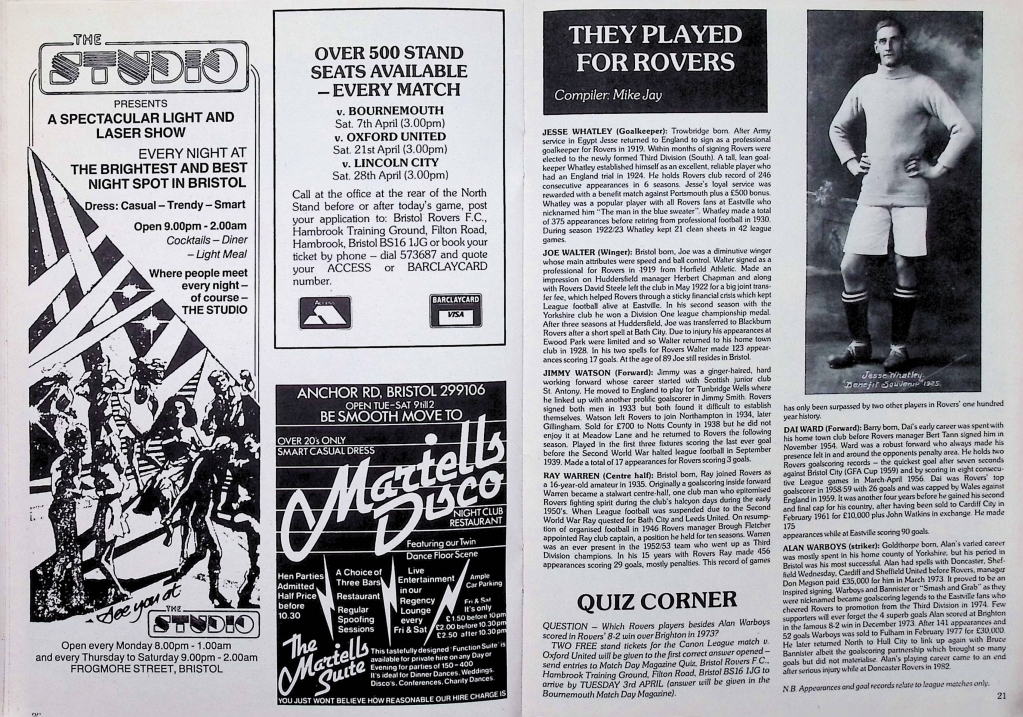 THE
STUDIO
PRESENTS
A SPECTACULAR LIGHT AND
LASER SHOW
EVERY NIGHT AT
THE BRIGHTEST AND BEST
NIGHT SPOT IN BRISTOL
Dress: Casual – Trendy – Smart
Open 9.00pm - 2.00am
Cocktails – Diner
– Light Meal
Where people meet
every night –
of course –
THE STUDIO
See you at
THE
STUDIO
Open every Monday 8.00pm - 1.00am
and every Thursday to Saturday 9.00pm - 2.00am
FROGMORE STREET, BRISTOL
OVER 500 STAND
SEATS AVAILABLE
– EVERY MATCH
v. BOURNEMOUTH
Sat. 7th April (3.00pm)
v. OXFORD UNITED
Sat. 21st April (3.00pm)
v. LINCOLN CITY
Sat. 28th April (3.00pm)
Call at the office at the rear of the North
Stand before or after today's game, post
your application to: Bristol Rovers F.C.,
Hambrook Training Ground, Filton Road,
Hambrook, Bristol BS16 1JG or book your
ticket by phone – dial 573687 and quote
your ACCESS or BARCLAYCARD
number.
Access
BARCLAYCARD
VISA
ANCHOR RD, BRISTOL 299106
OPEN TUE–SAT 9 till 2
BE SMOOTH MOVE TO
OVER 20's ONLY
SMART CASUAL DRESS
Martells
Disco
NIGHT CLUB
RESTAURANT
Featuring our Twin
Dance Floor Scene
Hen Parties
Admitted
Half Price
before
10.30
A Choice of
Three Bars
Restaurant
Regular
Spoofing
Sessions
Live
Entertainment
in our
Regency
Lounge
every
Fri & Sat
Ample
Car Parking
Fri & Sat
It's only
£1.50 before 10pm
£2.00 before 10.30pm
£2.50 after 10.30pm
The
Martells
Suite
This tastefully designed 'Function Suite' is
available for private hire on any Day or
Evening for parties of 150 – 400
It's ideal for Dinner Dances, Weddings,
Disco's, Conferences, Charity Dances.
YOU JUST WONT BELIEVE HOW REASONABLE OUR HIRE CHARGE IS
THEY PLAYED
FOR ROVERS
Compiler: Mike Jay
JESSE WHATLEY (Goalkeeper): Trowbridge born. After Army
service in Egypt Jesse returned to England to sign as a professional
goalkeeper for Rovers in 1919. Within months of signing Rovers were
elected to the newly formed Third Division (South). A tall, lean goal-
keeper Whatley established himself as an excellent, reliable player who
had an England trial in 1924. He holds Rovers club record of 246
consecutive appearances in 6 seasons. Jesse's loyal service was
rewarded with a benefit match against Portsmouth plus a £500 bonus.
Whatley was a popular player with all Rovers fans at Eastville who
nicknamed him "The man in the blue sweater". Whatley made a total
of 375 appearances before retiring from professional football in 1930.
During season 1922/23 Whatley kept 21 clean sheets in 42 league
games.
JOE WALTER (Winger): Bristol born, Joe was a diminutive winger
whose main attributes were speed and ball control. Walter signed as a
professional for Rovers in 1919 from Horfield Athletic. Made an
impression on Huddersfield manager Herbert Chapman and along
with Rovers David Steele left the club in May 1922 for a big joint trans-
fer fee, which helped Rovers through a sticky financial crisis which kept
League football alive at Eastville. In his second season with the
Yorkshire club he won a Division One league championship medal.
After three seasons at Huddersfield, Joe was transferred to Blackburn
Rovers after a short spell at Bath City. Due to injury his appearances at
Ewood Park were limited and so Walter returned to his home town
club in 1928. In his two spells for Rovers Walter made 123 appear-
ances scoring 17 goals. At the age of 89 Joe still resides in Bristol.
JIMMY WATSON (Forward): Jimmy was a ginger-haired, hard
working forward whose career started with Scottish junior club
St. Antony. He moved to England to play for Tunbridge Wells where
he linked up with another prolific goalscorer in Jimmy Smith. Rovers
signed both men in 1933 but both found it difficult to establish
themselves. Watson left Rovers to join Northampton in 1934, later
Gillingham. Sold for £700 to Notts County in 1938 but he did not
enjoy it at Meadow Lane and he returned to Rovers the following
season. Played in the first three fixtures scoring the last ever goal
before the Second World War halted league football in September
1939. Made a total of 17 appearances for Rovers scoring 3 goals.
RAY WARREN (Centre half): Bristol born, Ray joined Rovers as
a 16-year-old amateur in 1935. Originally a goalscoring inside forward
Warren became a stalwart centre-half, one club man who epitomised
Rovers fighting spirit during the club's halcyon days during the early
1950's. When League football was suspended due to the Second
World War Ray guested for Bath City and Leeds United. On resump-
tion of organised football in 1946 Rovers manager Brough Fletcher
appointed Ray club captain, a position he held for ten seasons. Warren
was an ever present in the 1952/53 team who went up as Third
Division champions. In his 15 years with Rovers Ray made 456
appearances scoring 29 goals, mostly penalties. This record of games
QUIZ CORNER
QUESTION – Which Rovers players besides Alan Warboys
scored in Rovers' 8-2 win over Brighton in 1973?
TWO FREE stand tickets for the Canon League match v.
Oxford United will be given to the first correct answer opened –
send entries to Match Day Magazine Quiz, Bristol Rovers F.C.,
Hambrook Training Ground, Filton Road, Bristol BS16 1JG to
arrive by TUESDAY 3RD APRIL (answer will be given in the
Bournemouth Match Day Magazine).
Jesse Whatley.
"Benefit Souvenir" 1925.
has only been surpassed by two other players in Rovers' one hundred
year history.
DAI WARD (Forward): Barry born, Dai's early career was spent with
his home town club before Rovers manager Bert Tann signed him in
November 1954. Ward was a robust forward who always made his
presence felt in and around the opponents penalty area. He holds two
Rovers goalscoring records – the quickest goal after seven seconds
against Bristol City (GFA Cup 1959) and by scoring in eight consecu-
tive League games in March-April 1956. Dai was Rovers' top
goalscorer in 1958-59 with 26 goals and was capped by Wales against
England in 1959. It was another four years before he gained his second
and final cap for his country, after having been sold to Cardiff City in
February 1961 for £10,000 plus John Watkins in exchange. He made
175
appearances while at Eastville scoring 90 goals.
ALAN WARBOYS (striker): Goldthorpe born, Alan's varied career
was mostly spent in his home county of Yorkshire, but his period in
Bristol was his most successful. Alan had spells with Doncaster, Shef-
field Wednesday, Cardiff and Sheffield United before Rovers, manager
Don Megson paid £35,000 for him in March 1973. It proved to be an
inspired signing. Warboys and Bannister or "Smash and Grab" as they
were nicknamed became goalscoring legends to the Eastville fans who
cheered Rovers to promotion from the Third Division in 1974. Few
supporters will ever forget the 4 superb goals Alan scored at Brighton
in the famous 8-2 win in December 1973. After 141 appearances and
52 goals Warboys was sold to Fulham in February 1977 for £30,000.
He later returned North to Hull City to link up again with Bruce
Bannister albeit the goalscoring partnership which brought so many
goals but did not materialise. Alan's playing career came to an end
after serious injury while at Doncaster Rovers in 1982.
N.B. Appearances and goal records relate to league matches only.
21